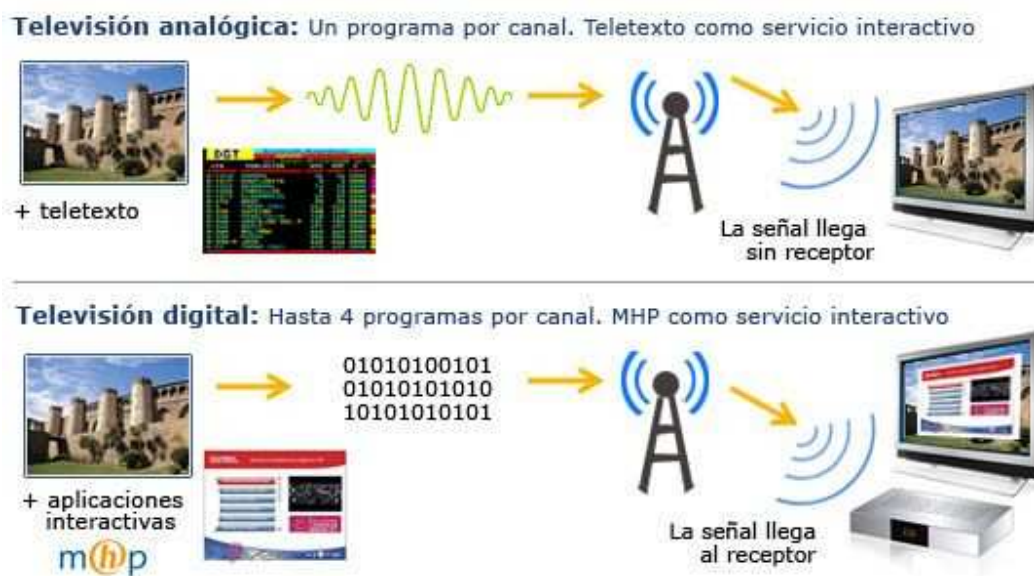 Televisión analógica: Un programa por canal. Teletexto como servicio interactivo
DGT
+ teletexto
La señal llega
sin receptor
Televisión digital: Hasta 4 programas por canal. MHP como servicio interactivo
01010100101
01010101010
10101010101
+ aplicaciones
interactivas
mhp
La señal llega
al receptor